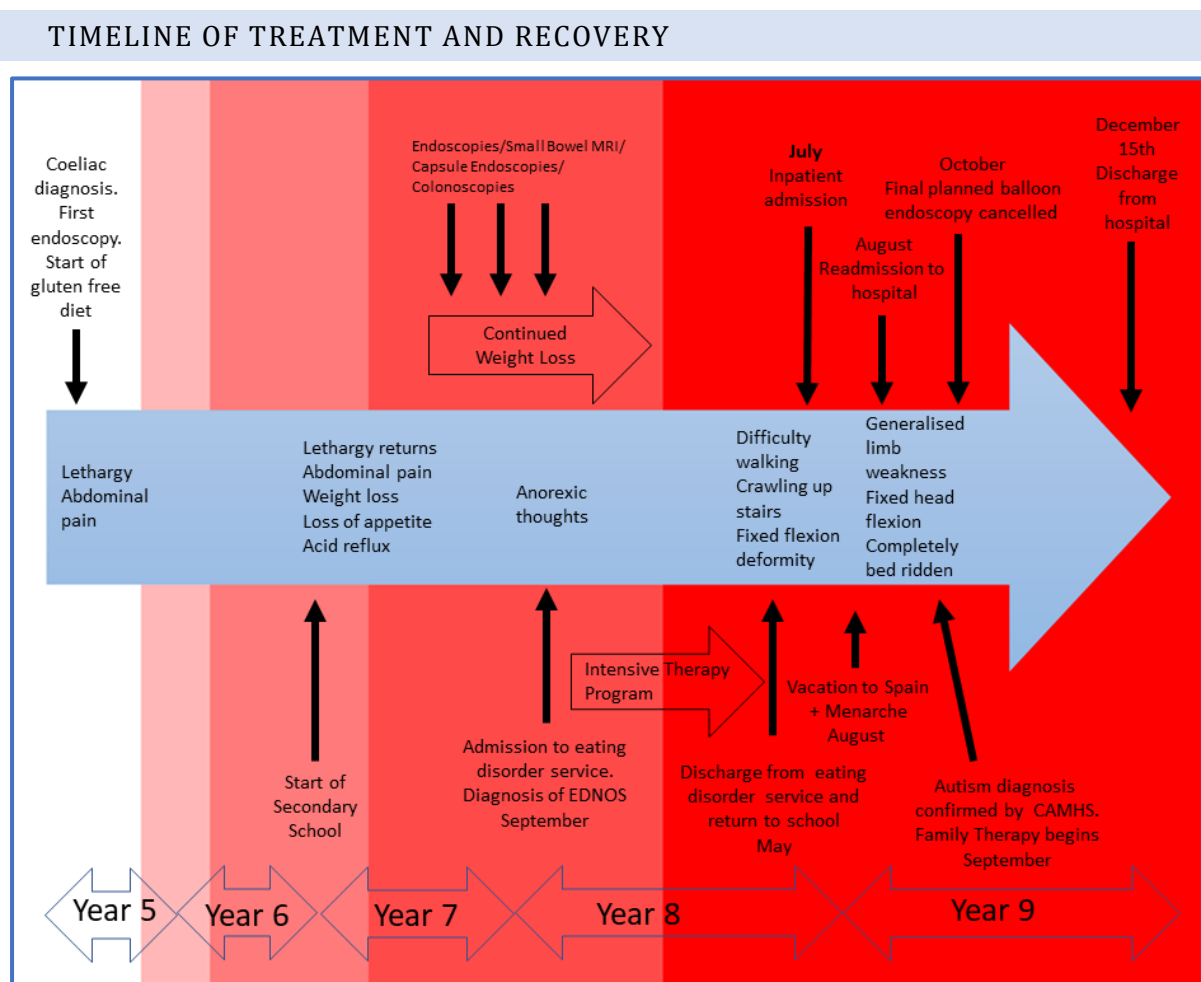 TIMELINE OF TREATMENT AND RECOVERY
Coeliac
diagnosis.
First
endoscopy.
Start of
gluten free
diet
Endoscopies/Small Bowel MRI/
Capsule Endoscopies/
Colonoscopies
Continued
Weight Loss
July
Inpatient
admission
August
Readmission to
hospital
October
Final planned balloon
endoscopy cancelled
December
15th
Discharge
from
hospital
Lethargy
Abdominal
pain
Lethargy returns
Abdominal pain
Weight loss
Loss of appetite
Acid reflux
Anorexic
thoughts
Difficulty
walking
Crawling up
stairs
Fixed flexion
deformity
Generalised
limb
weakness
Fixed head
flexion
Completely
bed ridden
Start of
Secondary
School
Admission to eating
disorder service.
Diagnosis of EDNOS
September
Intensive Therapy
Program
Discharge from eating
disorder service and
return to school
May
Vacation to Spain
+ Menarche
August
Autism diagnosis
confirmed by CAMHS.
Family Therapy begins
September
Year 5
Year 6
Year 7
Year 8
Year 9